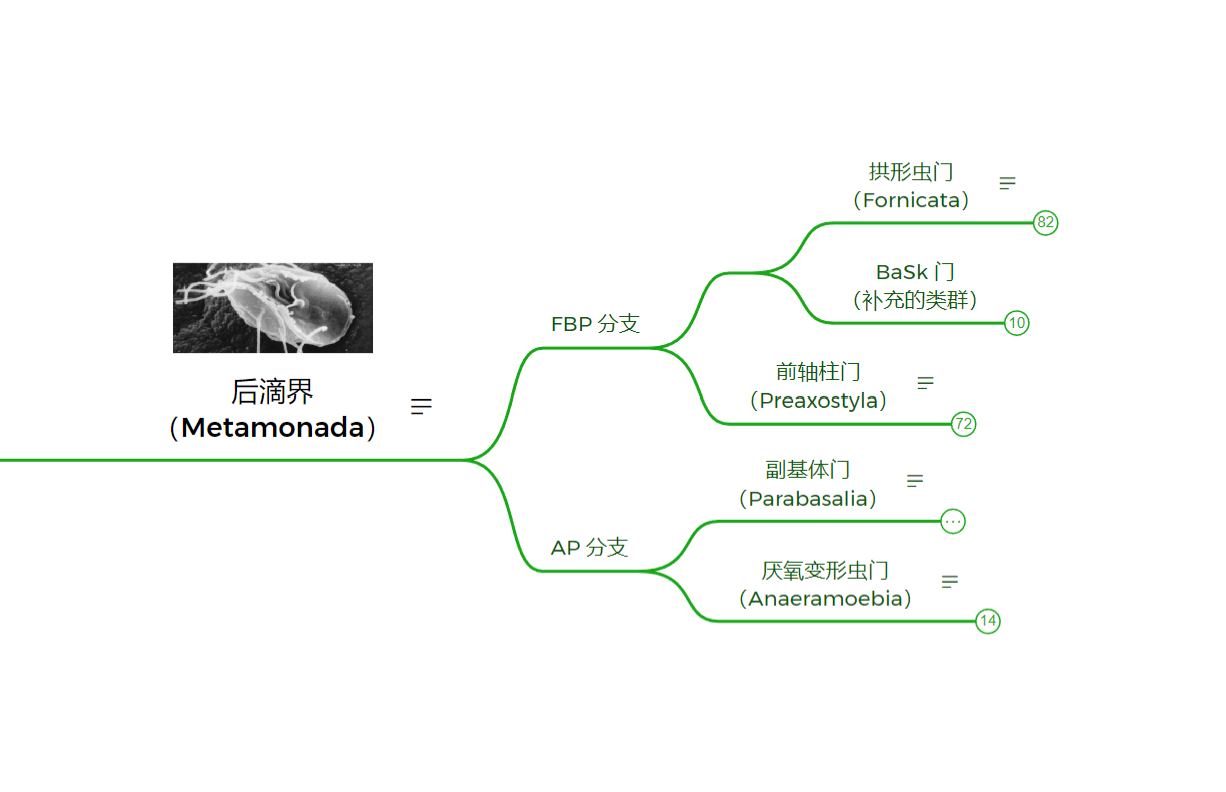 后滴界
（Metamonada）
FBP 分支
拱形虫门
（Fornicata）
82
BaSk 门
（补充的类群）
10
前轴柱门
（Preaxostyla）
72
AP 分支
副基体门
（Parabasalia）
...
厌氧变形虫门
（Anaeramoebia）
14